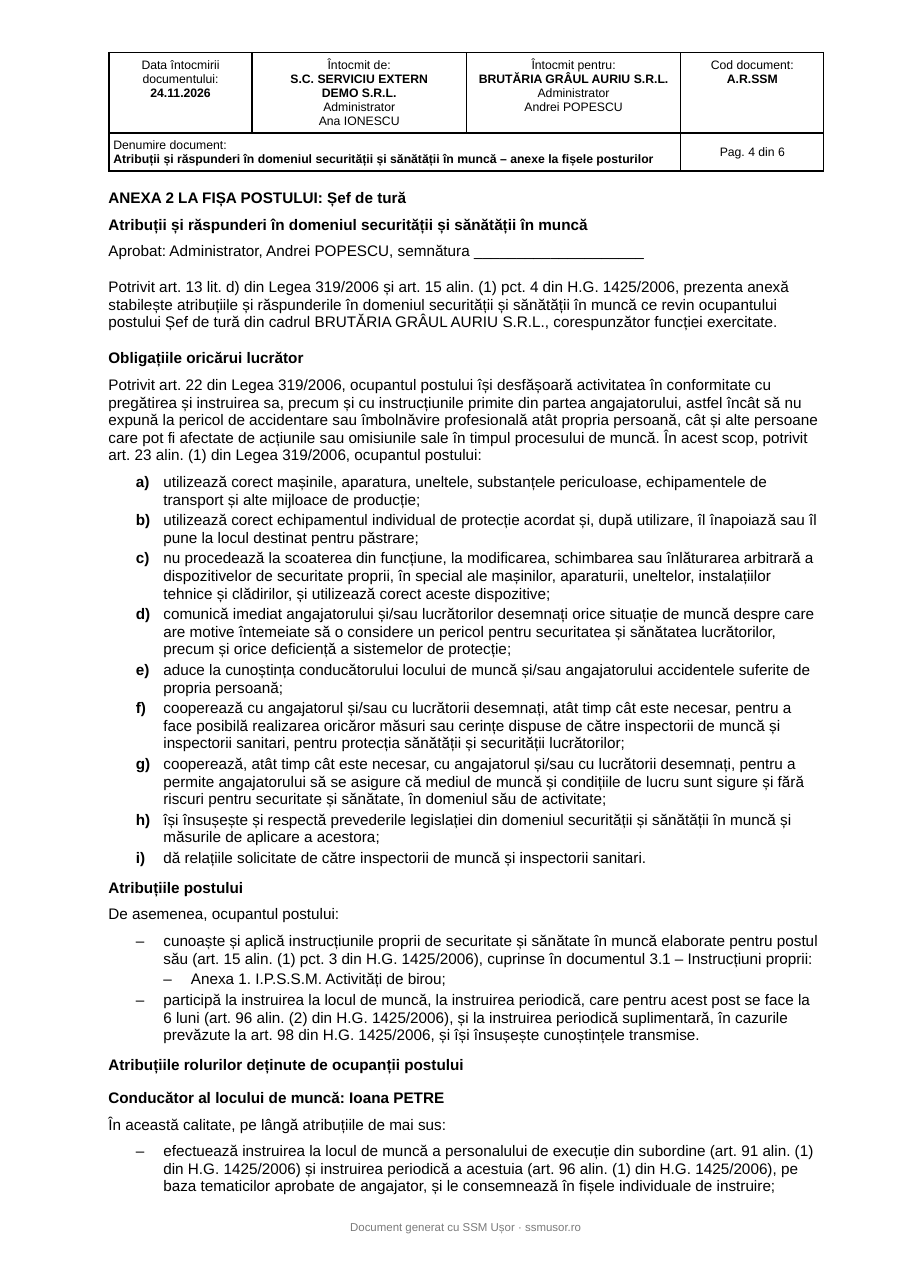 Data întocmirii
documentului:
24.11.2026
Întocmit de:
S.C. SERVICIU EXTERN
DEMO S.R.L.
Administrator
Ana IONESCU
Întocmit pentru:
BRUTĂRIA GRÂUL AURIU S.R.L.
Administrator
Andrei POPESCU
Cod document:
A.R.SSM
Denumire document:
Atribuții și răspunderi în domeniul securității și sănătății în muncă – anexe la fișele posturilor
Pag. 4 din 6
ANEXA 2 LA FIȘA POSTULUI: Șef de tură
Atribuții și răspunderi în domeniul securității și sănătății în muncă
Aprobat: Administrator, Andrei POPESCU, semnătura ____________________
Potrivit art. 13 lit. d) din Legea 319/2006 și art. 15 alin. (1) pct. 4 din H.G. 1425/2006, prezenta anexă
stabilește atribuțiile și răspunderile în domeniul securității și sănătății în muncă ce revin ocupantului
postului Șef de tură din cadrul BRUTĂRIA GRÂUL AURIU S.R.L., corespunzător funcției exercitate.
Obligațiile oricărui lucrător
Potrivit art. 22 din Legea 319/2006, ocupantul postului își desfășoară activitatea în conformitate cu
pregătirea și instruirea sa, precum și cu instrucțiunile primite din partea angajatorului, astfel încât să nu
expună la pericol de accidentare sau îmbolnăvire profesională atât propria persoană, cât și alte persoane
care pot fi afectate de acțiunile sau omisiunile sale în timpul procesului de muncă. În acest scop, potrivit
art. 23 alin. (1) din Legea 319/2006, ocupantul postului:
a) utilizează corect mașinile, aparatura, uneltele, substanțele periculoase, echipamentele de
transport și alte mijloace de producție;
b) utilizează corect echipamentul individual de protecție acordat și, după utilizare, îl înapoiază sau îl
pune la locul destinat pentru păstrare;
c) nu procedează la scoaterea din funcțiune, la modificarea, schimbarea sau înlăturarea arbitrară a
dispozitivelor de securitate proprii, în special ale mașinilor, aparaturii, uneltelor, instalațiilor
tehnice și clădirilor, și utilizează corect aceste dispozitive;
d) comunică imediat angajatorului și/sau lucrătorilor desemnați orice situație de muncă despre care
are motive întemeiate să o considere un pericol pentru securitatea și sănătatea lucrătorilor,
precum și orice deficiență a sistemelor de protecție;
e) aduce la cunoștința conducătorului locului de muncă și/sau angajatorului accidentele suferite de
propria persoană;
f) cooperează cu angajatorul și/sau cu lucrătorii desemnați, atât timp cât este necesar, pentru a
face posibilă realizarea oricăror măsuri sau cerințe dispuse de către inspectorii de muncă și
inspectorii sanitari, pentru protecția sănătății și securității lucrătorilor;
g) cooperează, atât timp cât este necesar, cu angajatorul și/sau cu lucrătorii desemnați, pentru a
permite angajatorului să se asigure că mediul de muncă și condițiile de lucru sunt sigure și fără
riscuri pentru securitate și sănătate, în domeniul său de activitate;
h) își însușește și respectă prevederile legislației din domeniul securității și sănătății în muncă și
măsurile de aplicare a acestora;
i) dă relațiile solicitate de către inspectorii de muncă și inspectorii sanitari.
Atribuțiile postului
De asemenea, ocupantul postului:
– cunoaște și aplică instrucțiunile proprii de securitate și sănătate în muncă elaborate pentru postul
său (art. 15 alin. (1) pct. 3 din H.G. 1425/2006), cuprinse în documentul 3.1 – Instrucțiuni proprii:
– Anexa 1. I.P.S.S.M. Activități de birou;
– participă la instruirea la locul de muncă, la instruirea periodică, care pentru acest post se face la
6 luni (art. 96 alin. (2) din H.G. 1425/2006), și la instruirea periodică suplimentară, în cazurile
prevăzute la art. 98 din H.G. 1425/2006, și își însușește cunoștințele transmise.
Atribuțiile rolurilor deținute de ocupanții postului
Conducător al locului de muncă: Ioana PETRE
În această calitate, pe lângă atribuțiile de mai sus:
– efectuează instruirea la locul de muncă a personalului de execuție din subordine (art. 91 alin. (1)
din H.G. 1425/2006) și instruirea periodică a acestuia (art. 96 alin. (1) din H.G. 1425/2006), pe
baza tematicilor aprobate de angajator, și le consemnează în fișele individuale de instruire;
Document generat cu SSM Ușor · ssmusor.ro